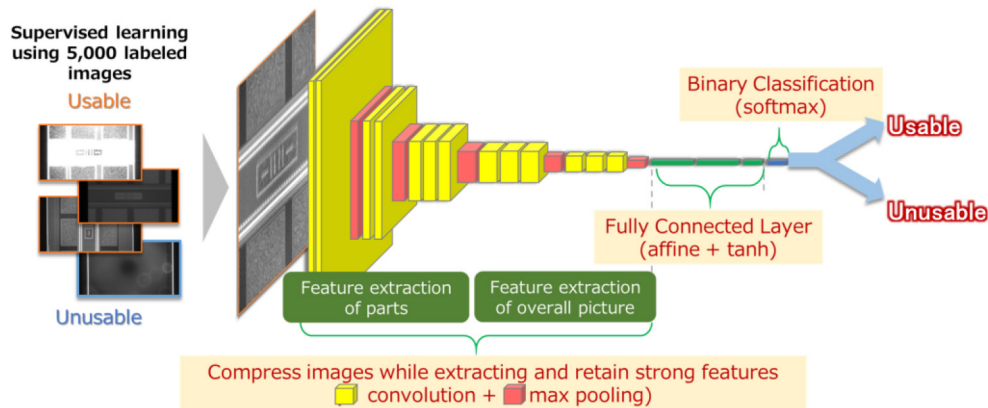 Supervised learning
using 5,000 labeled
images
Usable
Unusable
Binary Classification
(softmax)
Usable
Unusable
Fully Connected Layer
(affine + tanh)
Feature extraction
of parts
Feature extraction
of overall picture
Compress images while extracting and retain strong features
convolution + max pooling)